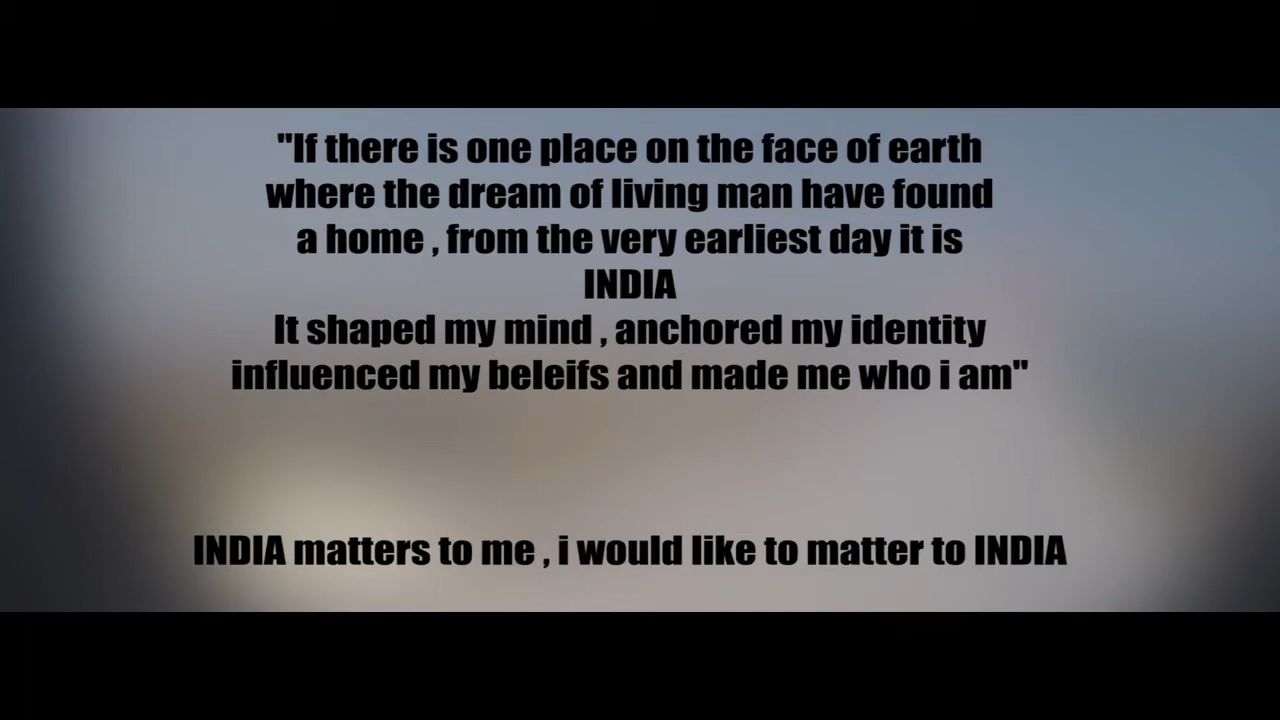 "If there is one place on the face of earth
where the dream of living man have found
a home , from the very earliest day it is
INDIA
It shaped my mind , anchored my identity
influenced my beleifs and made me who i am"
INDIA matters to me , i would like to matter to INDIA